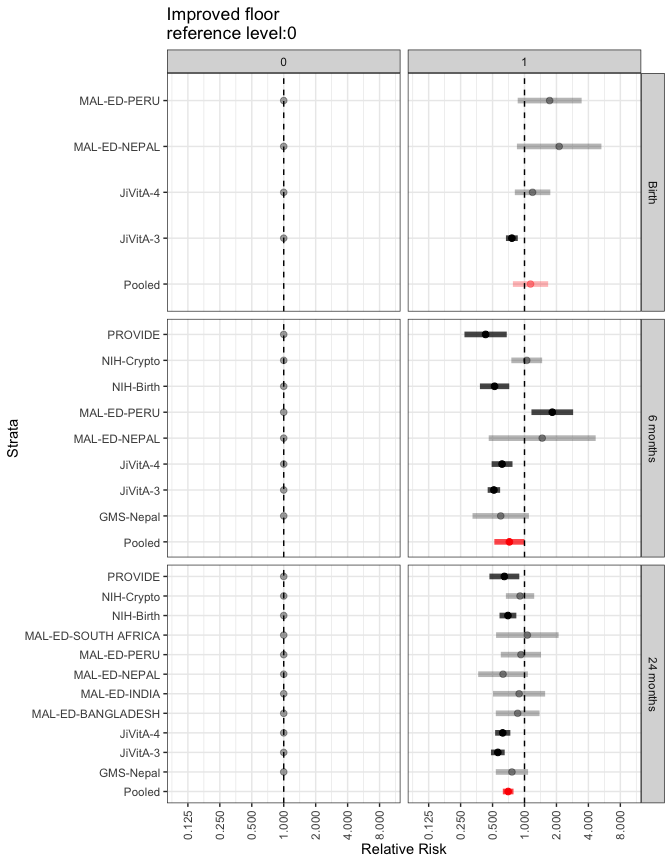 Improved floor
reference level:0
0
1
Strata
MAL-ED-PERU
MAL-ED-NEPAL
JiVitA-4
JiVitA-3
Pooled
Birth
PROVIDE
NIH-Crypto
NIH-Birth
MAL-ED-PERU
MAL-ED-NEPAL
JiVitA-4
JiVitA-3
GMS-Nepal
Pooled
6 months
PROVIDE
NIH-Crypto
NIH-Birth
MAL-ED-SOUTH AFRICA
MAL-ED-PERU
MAL-ED-NEPAL
MAL-ED-INDIA
MAL-ED-BANGLADESH
JiVitA-4
JiVitA-3
GMS-Nepal
Pooled
24 months
0.125 0.250 0.500 1.000 2.000 4.000 8.000
0.125 0.250 0.500 1.000 2.000 4.000 8.000
Relative Risk